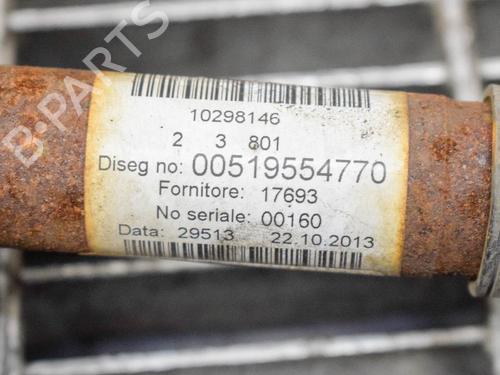 10298146
2 3 801
Diseg no: 00519554770
Fornitore: 17693
No seriale: 00160
Data: 29513 22.10.2013
B-PARTS